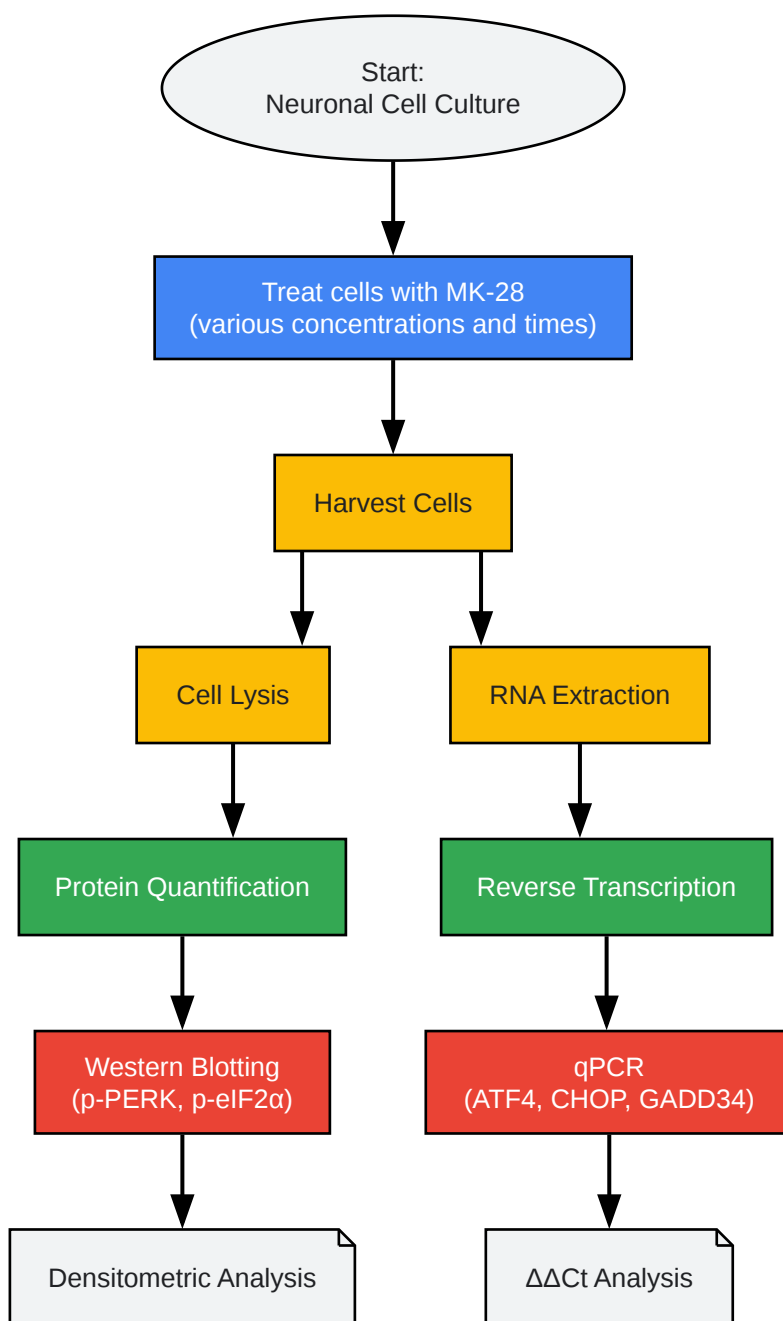 Start:
Neuronal Cell Culture
Treat cells with MK-28
(various concentrations and times)
Harvest Cells
Cell Lysis
RNA Extraction
Protein Quantification
Reverse Transcription
Western Blotting
(p-PERK, p-eIF2α)
qPCR
(ATF4, CHOP, GADD34)
Densitometric Analysis
ΔΔCt Analysis